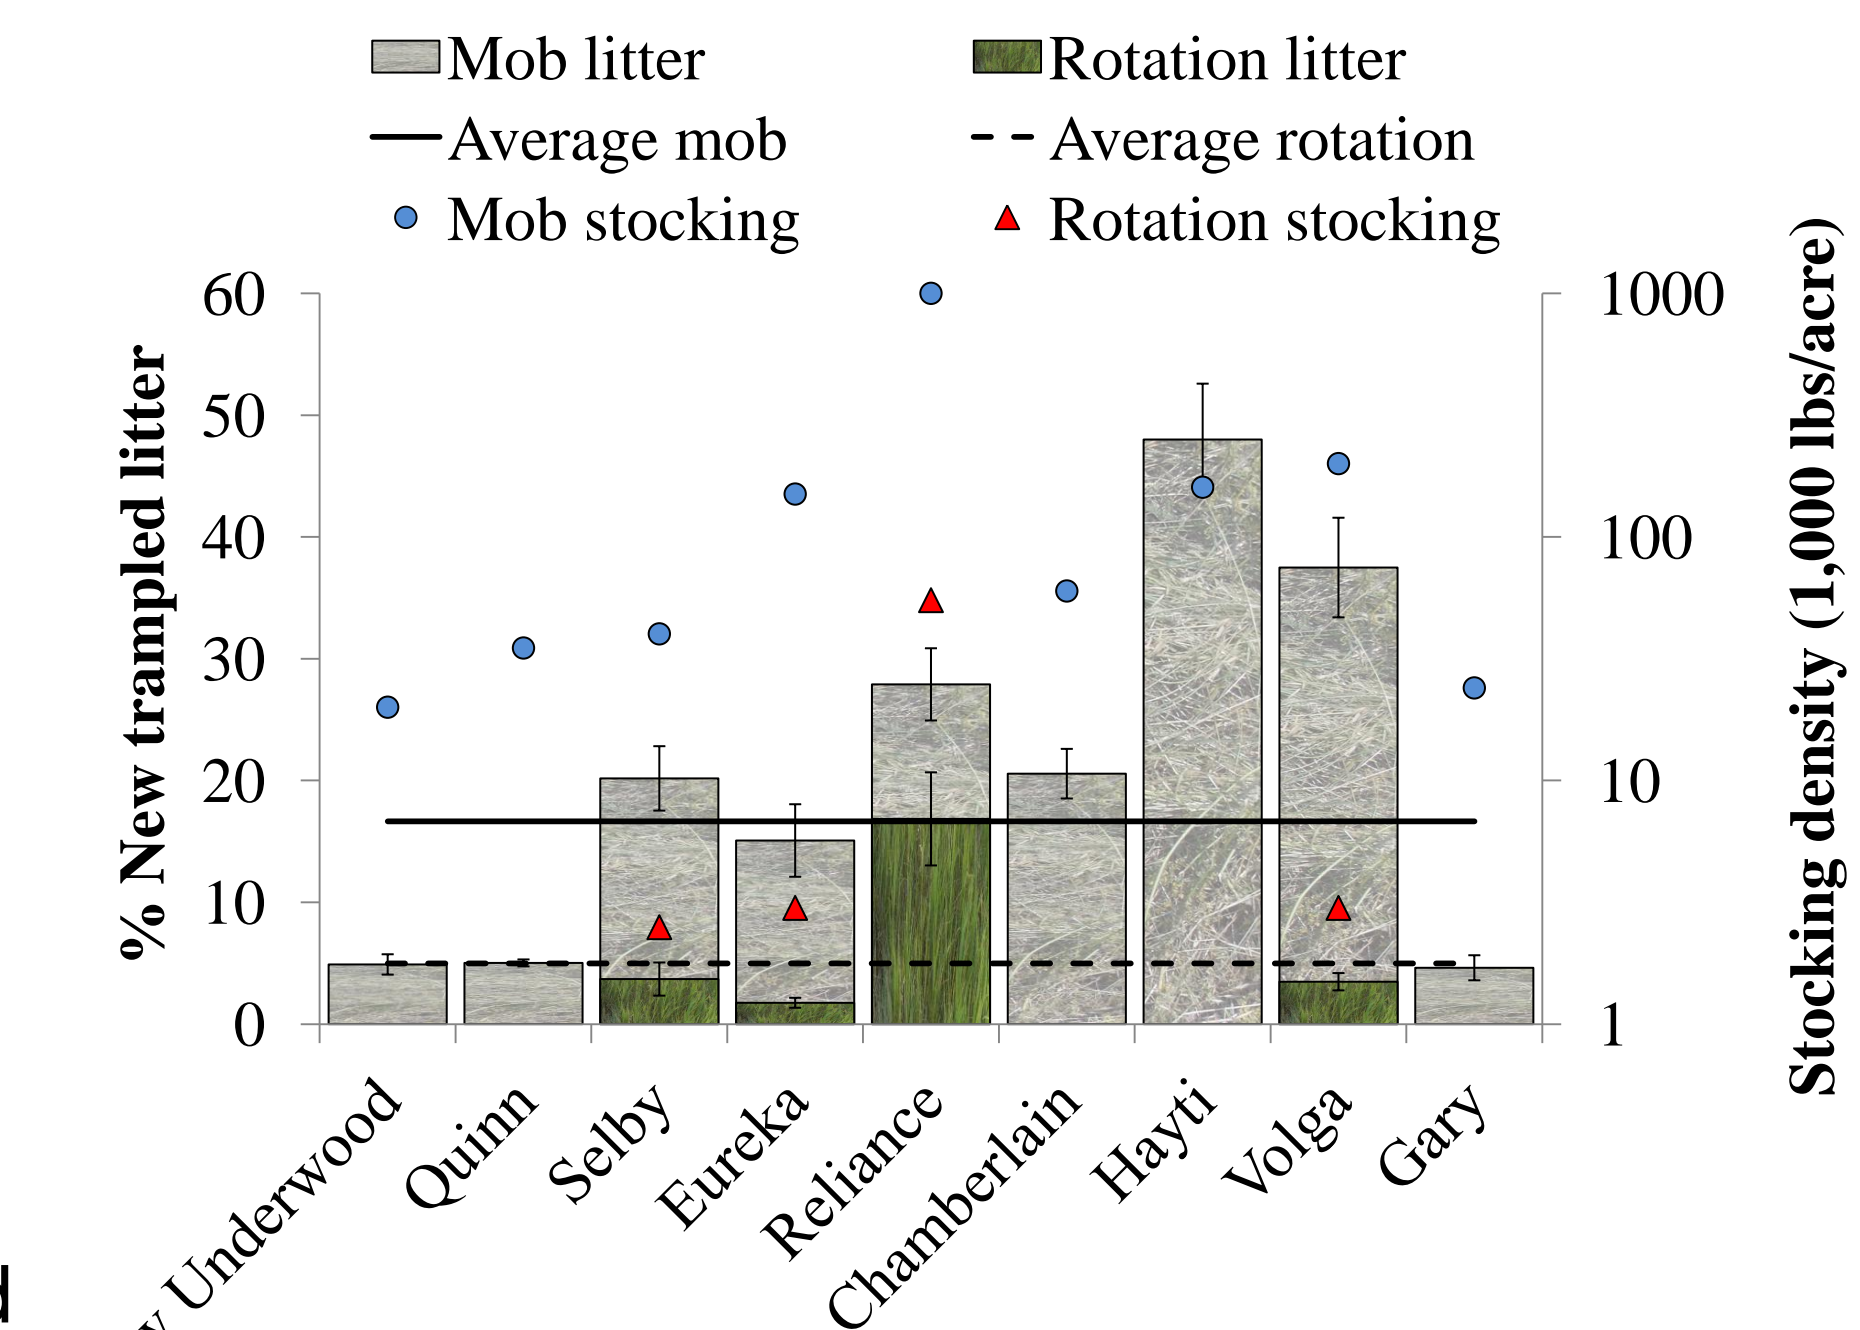 Mob litter
Rotation litter
Average mob
Average rotation
Mob stocking
Rotation stocking
% New trampled litter
60
50
40
30
20
10
0
1000
100
10
1
Stocking density (1,000 lbs/acre)
Underwood
Quinn
Selby
Eureka
Reliance
Chamberlain
Hayti
Volga
Gary
d